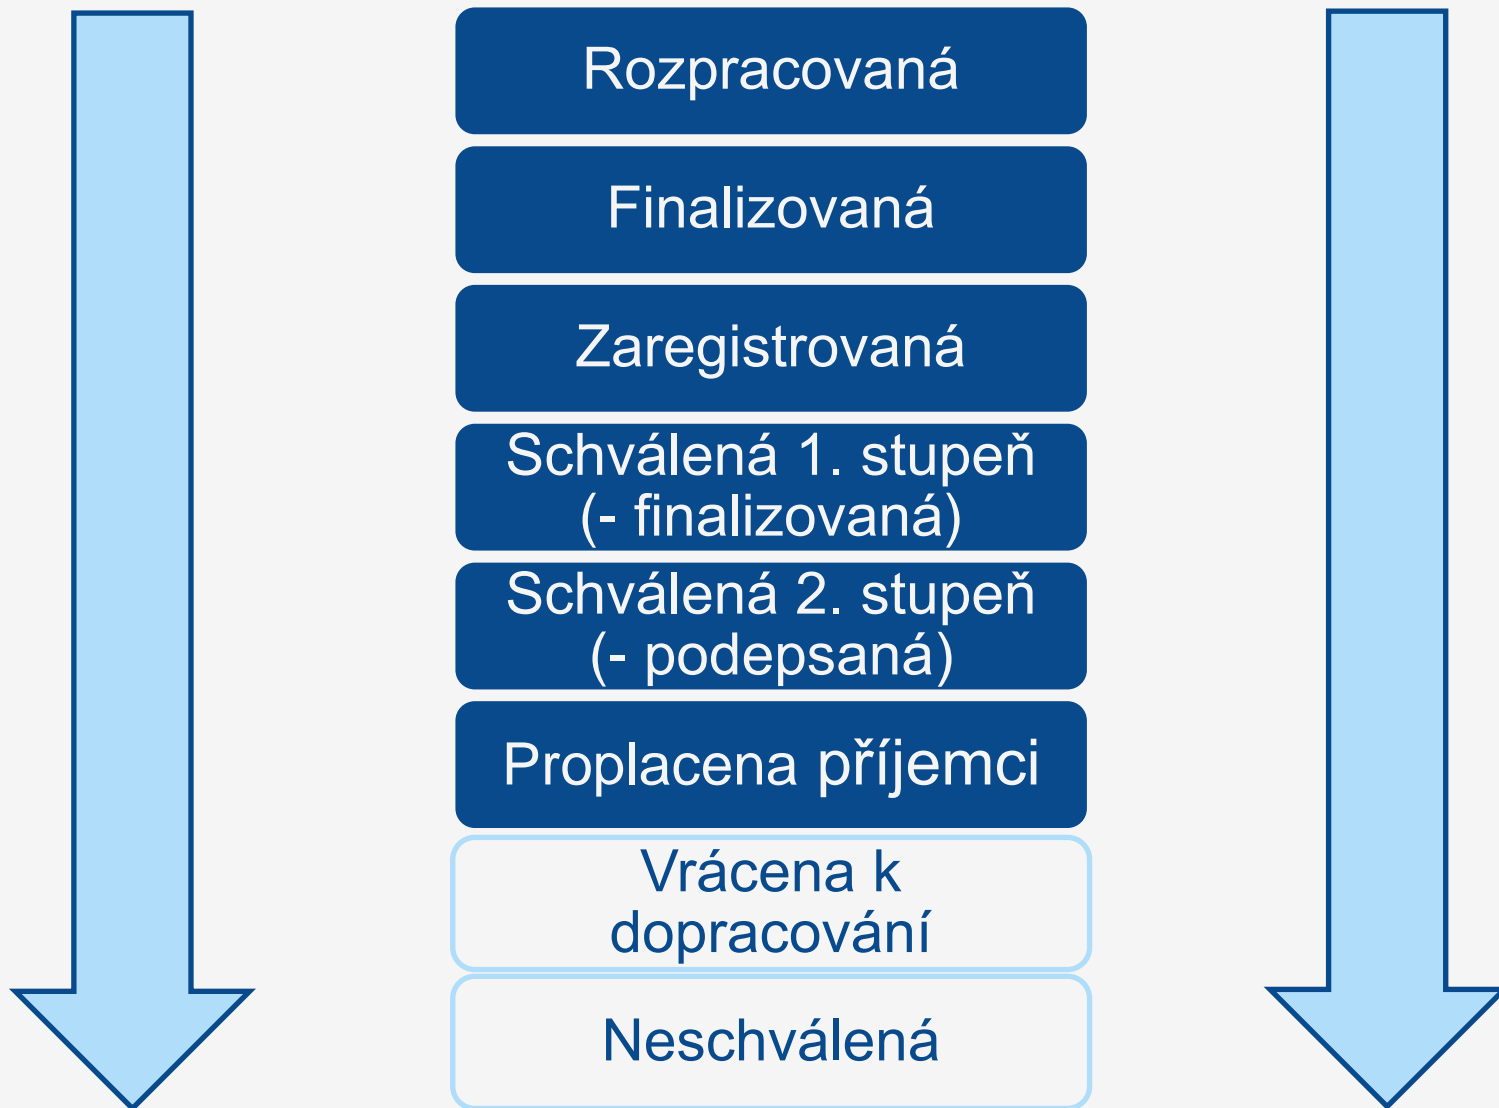 Rozpracovaná
Finalizovaná
Zaregistrovaná
Schválená 1. stupeň
(- finalizovaná)
Schválená 2. stupeň
(- podepsaná)
Proplacena příjemci
Vrácena k
dopracování
Neschválená